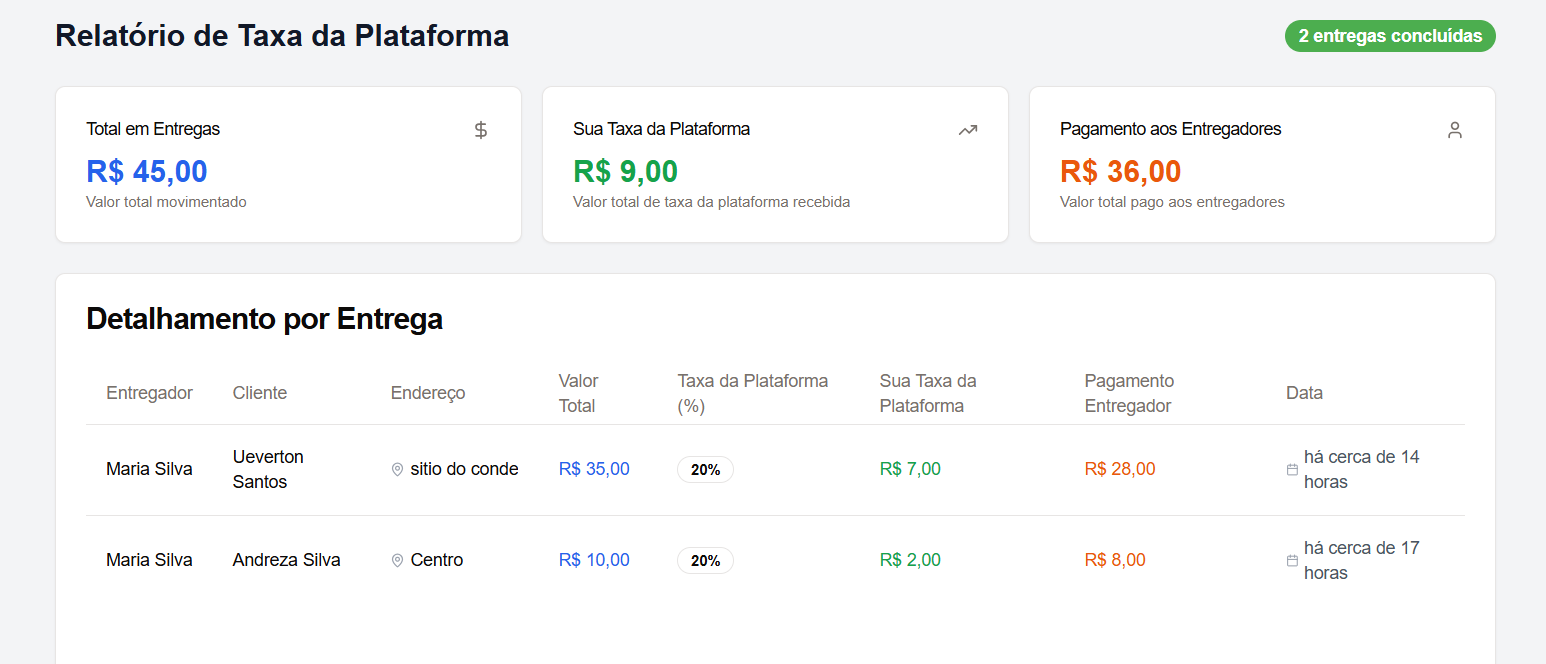 Relatório de Taxa da Plataforma
2 entregas concluídas
Total em Entregas
$
R$ 45,00
Valor total movimentado
Sua Taxa da Plataforma
R$ 9,00
Valor total de taxa da plataforma recebida
Pagamento aos Entregadores
R$ 36,00
Valor total pago aos entregadores
Detalhamento por Entrega
Entregador
Cliente
Endereço
Valor
Total
Taxa da Plataforma
(%)
Sua Taxa da
Plataforma
Pagamento
Entregador
Data
Maria Silva
Ueverton
Santos
sitio do conde
R$ 35,00
20%
R$ 7,00
R$ 28,00
há cerca de 14
horas
Maria Silva
Andreza Silva
Centro
R$ 10,00
20%
R$ 2,00
R$ 8,00
há cerca de 17
horas